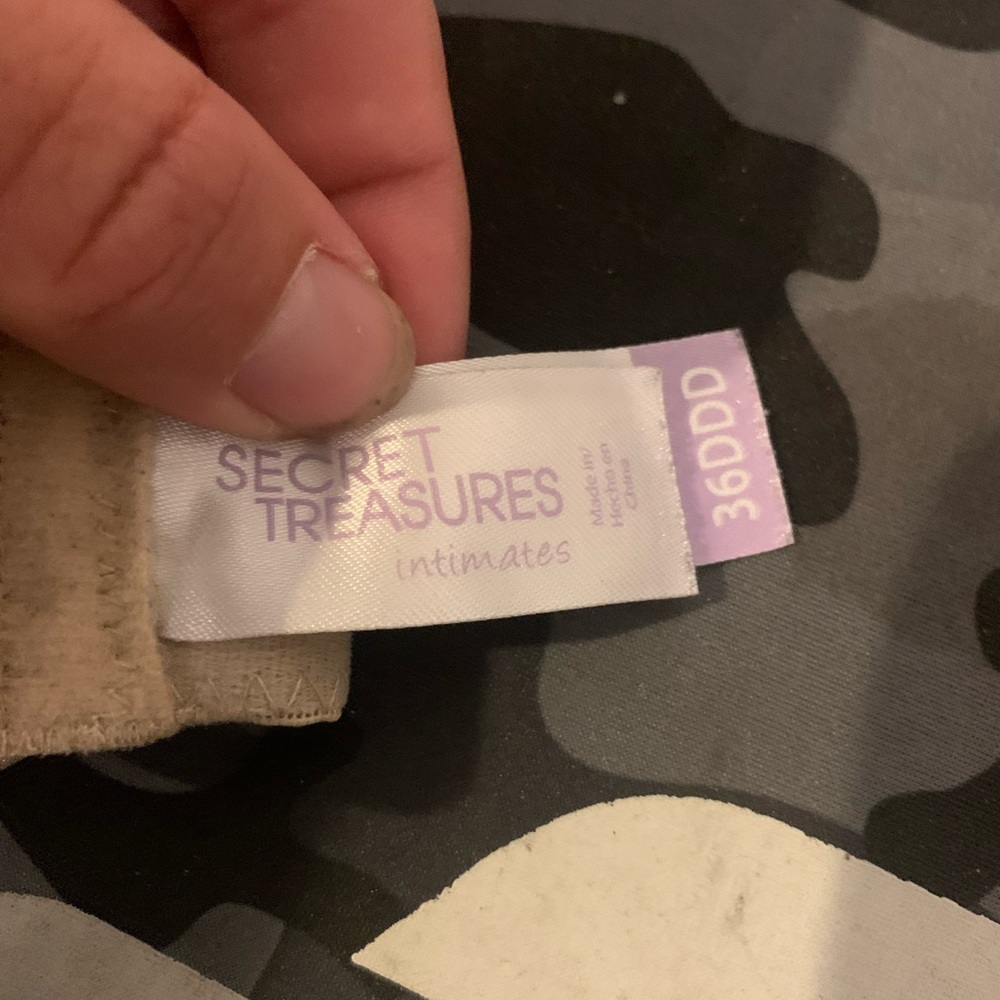 SECRET
TREASURES
intimates
Made in/
Hecho en
China
36DDD